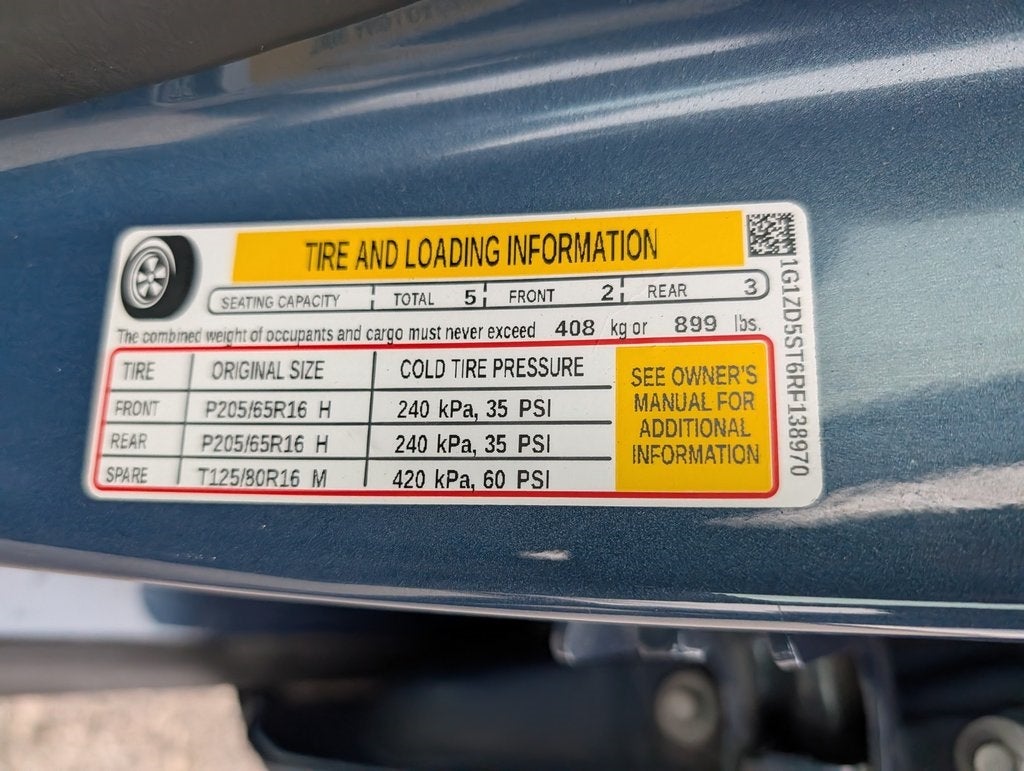 TIRE AND LOADING INFORMATION
SEATING CAPACITY TOTAL 5 FRONT 2 REAR 3
The combined weight of occupants and cargo must never exceed 408 kg or 899 lbs.
TIRE ORIGINAL SIZE COLD TIRE PRESSURE
FRONT P205/65R16 H 240 kPa, 35 PSI
REAR P205/65R16 H 240 kPa, 35 PSI
SPARE T125/80R16 M 420 kPa, 60 PSI
SEE OWNER'S
MANUAL FOR
ADDITIONAL
INFORMATION
1G1ZD5ST6RF138970